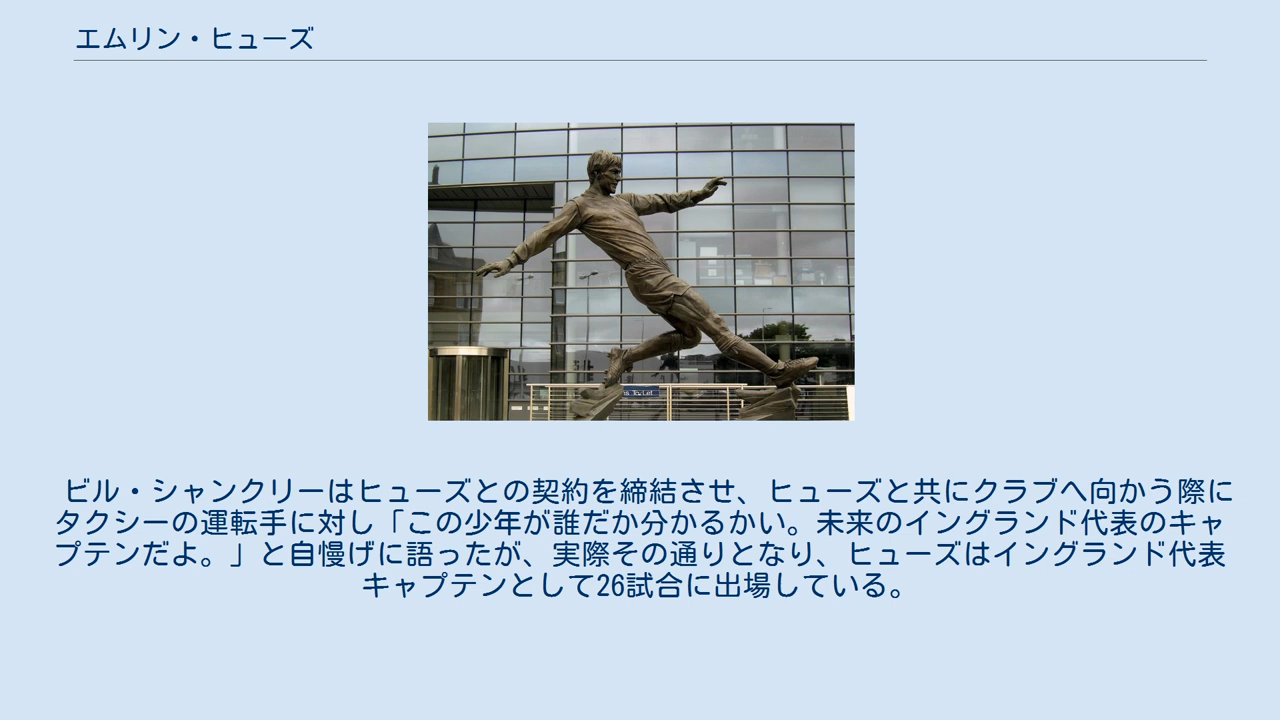 エムリン・ヒューズ
ビル・シャンクリーはヒューズとの契約を締結させ、ヒューズと共にクラブへ向かう際に
タクシーの運転手に対し「この少年が誰だか分かるかい。未来のイングランド代表のキャ
プテンだよ。」と自慢げに語ったが、実際その通りとなり、ヒューズはイングランド代表
キャプテンとして26試合に出場している。